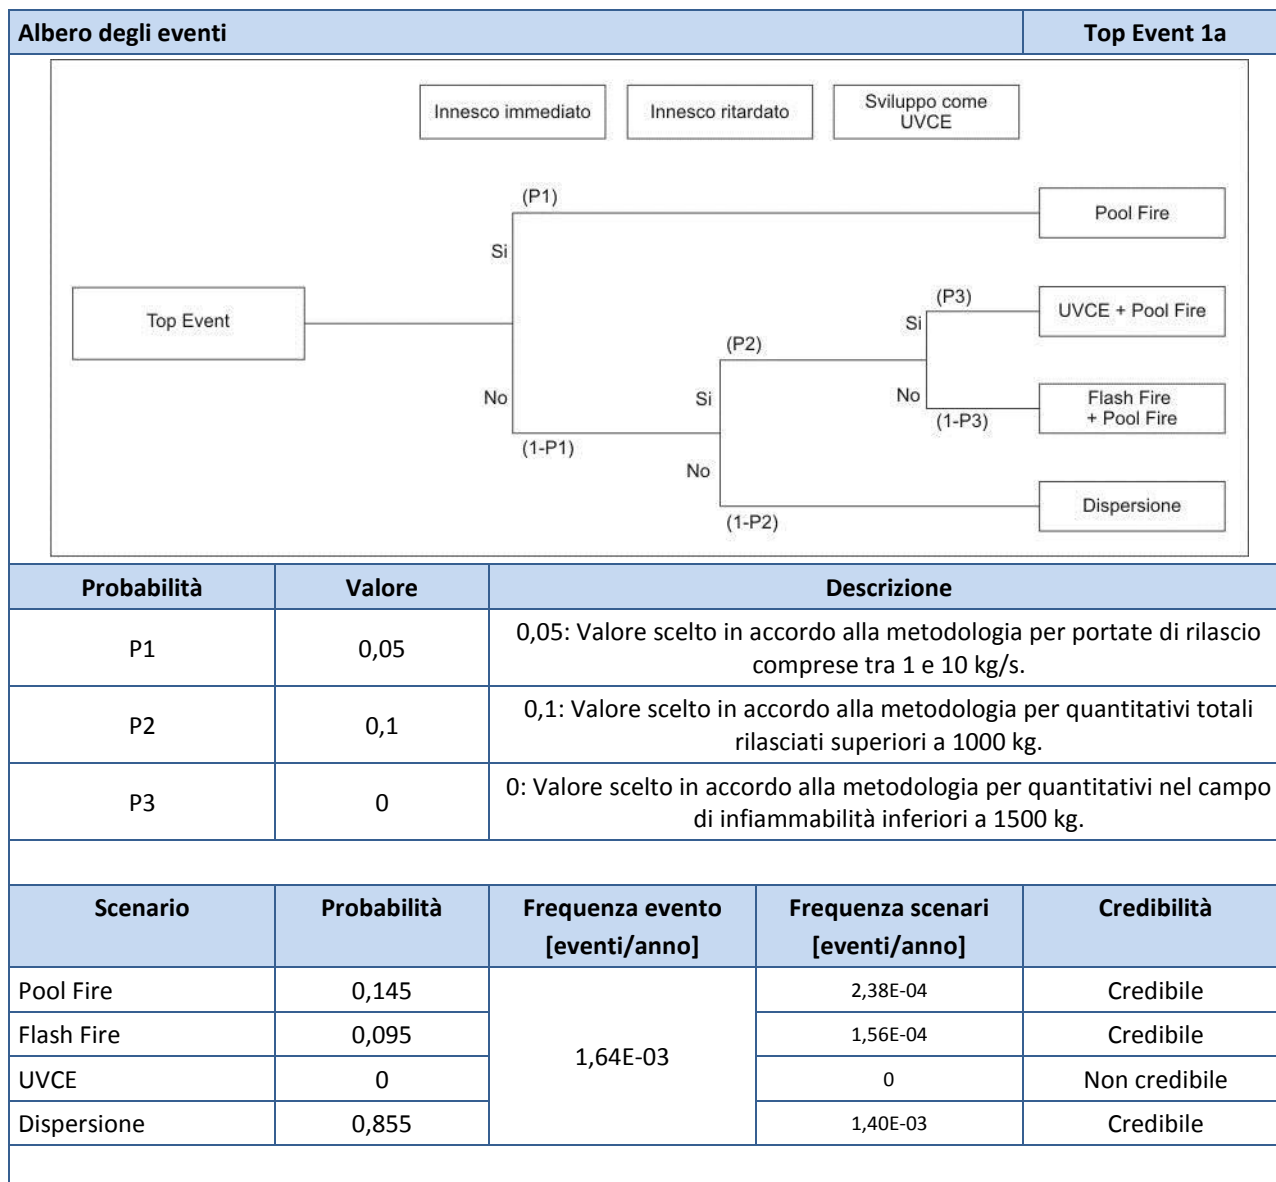 Albero degli eventi Top Event 1a
Innesco immediato Innesco ritardato Sviluppo come
UVCE
(P1)
Pool Fire
Si
(P3)
UVCE + Pool Fire
Top Event
Si
(P2)
No Si No Flash Fire
+ Pool Fire
(1-P3)
(1-P1)
No
Dispersione
(1-P2)
Probabilità Valore Descrizione
P1 0,05 0,05: Valore scelto in accordo alla metodologia per portate di rilascio
comprese tra 1 e 10 kg/s.
P2 0,1 0,1: Valore scelto in accordo alla metodologia per quantitativi totali
rilasciati superiori a 1000 kg.
P3 0 0: Valore scelto in accordo alla metodologia per quantitativi nel campo
di infiammabilità inferiori a 1500 kg.
Scenario Probabilità Frequenza evento Frequenza scenari Credibilità
[eventi/anno] [eventi/anno]
Pool Fire 0,145 2,38E-04 Credibile
Flash Fire 0,095 1,56E-04 Credibile
1,64E-03
UVCE 0 0 Non credibile
Dispersione 0,855 1,40E-03 Credibile